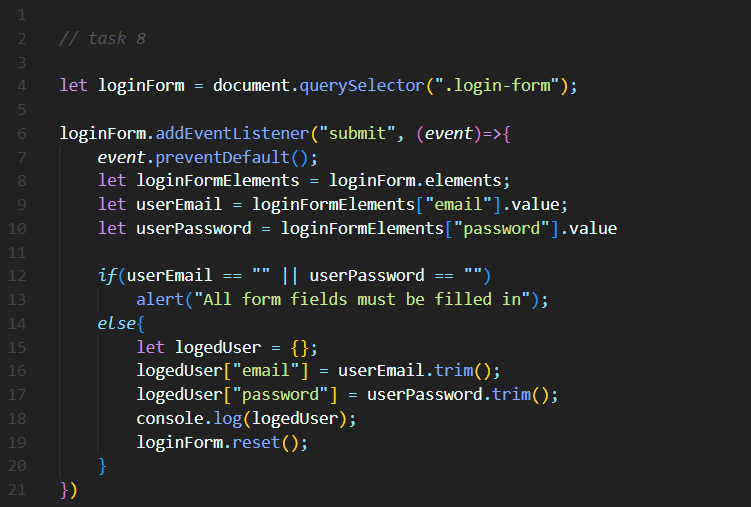 1
2 // task 8
3
4 let loginForm = document.querySelector(".login-form");
5
6 loginForm.addEventListener("submit", (event)=>{
7     event.preventDefault();
8     let loginFormElements = loginForm.elements;
9     let userEmail = loginFormElements["email"].value;
10     let userPassword = loginFormElements["password"].value
11
12     if(userEmail == "" || userPassword == "")
13         alert("All form fields must be filled in");
14     else{
15         let logedUser = {};
16         logedUser["email"] = userEmail.trim();
17         logedUser["password"] = userPassword.trim();
18         console.log(logedUser);
19         loginForm.reset();
20     }
21 })